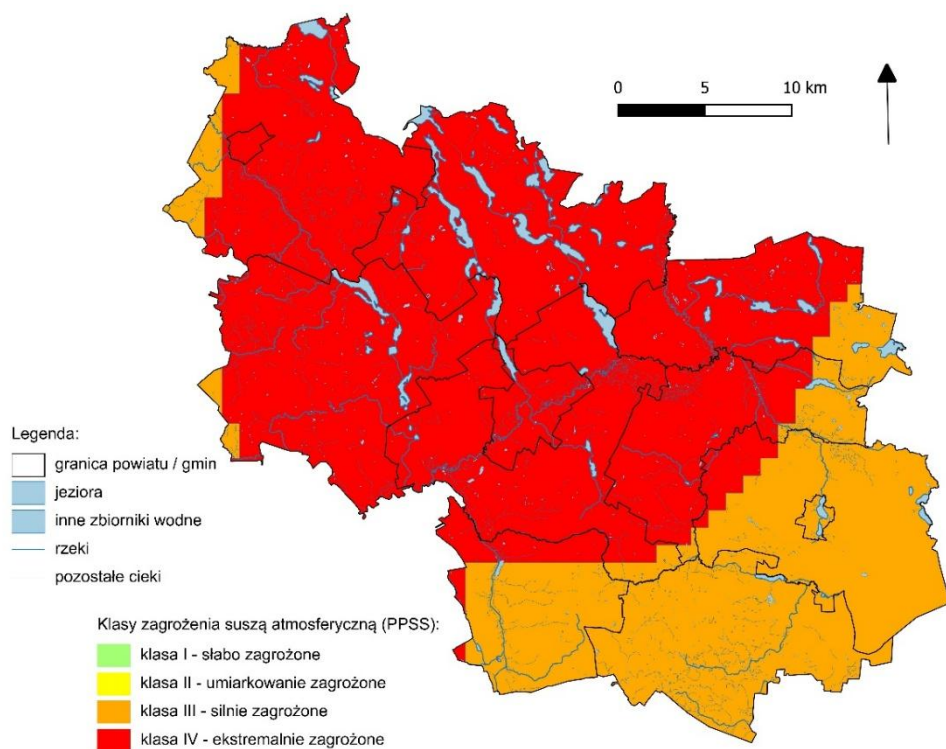 0 5 10 km
Legenda:
granica powiatu / gmin
jeziora
inne zbiorniki wodne
rzeki
pozostałe cieki
Klasy zagrożenia suszą atmosferyczną (PPSS):
klasa I - słabo zagrożone
klasa II - umiarkowanie zagrożone
klasa III - silnie zagrożone
klasa IV - ekstremalnie zagrożone